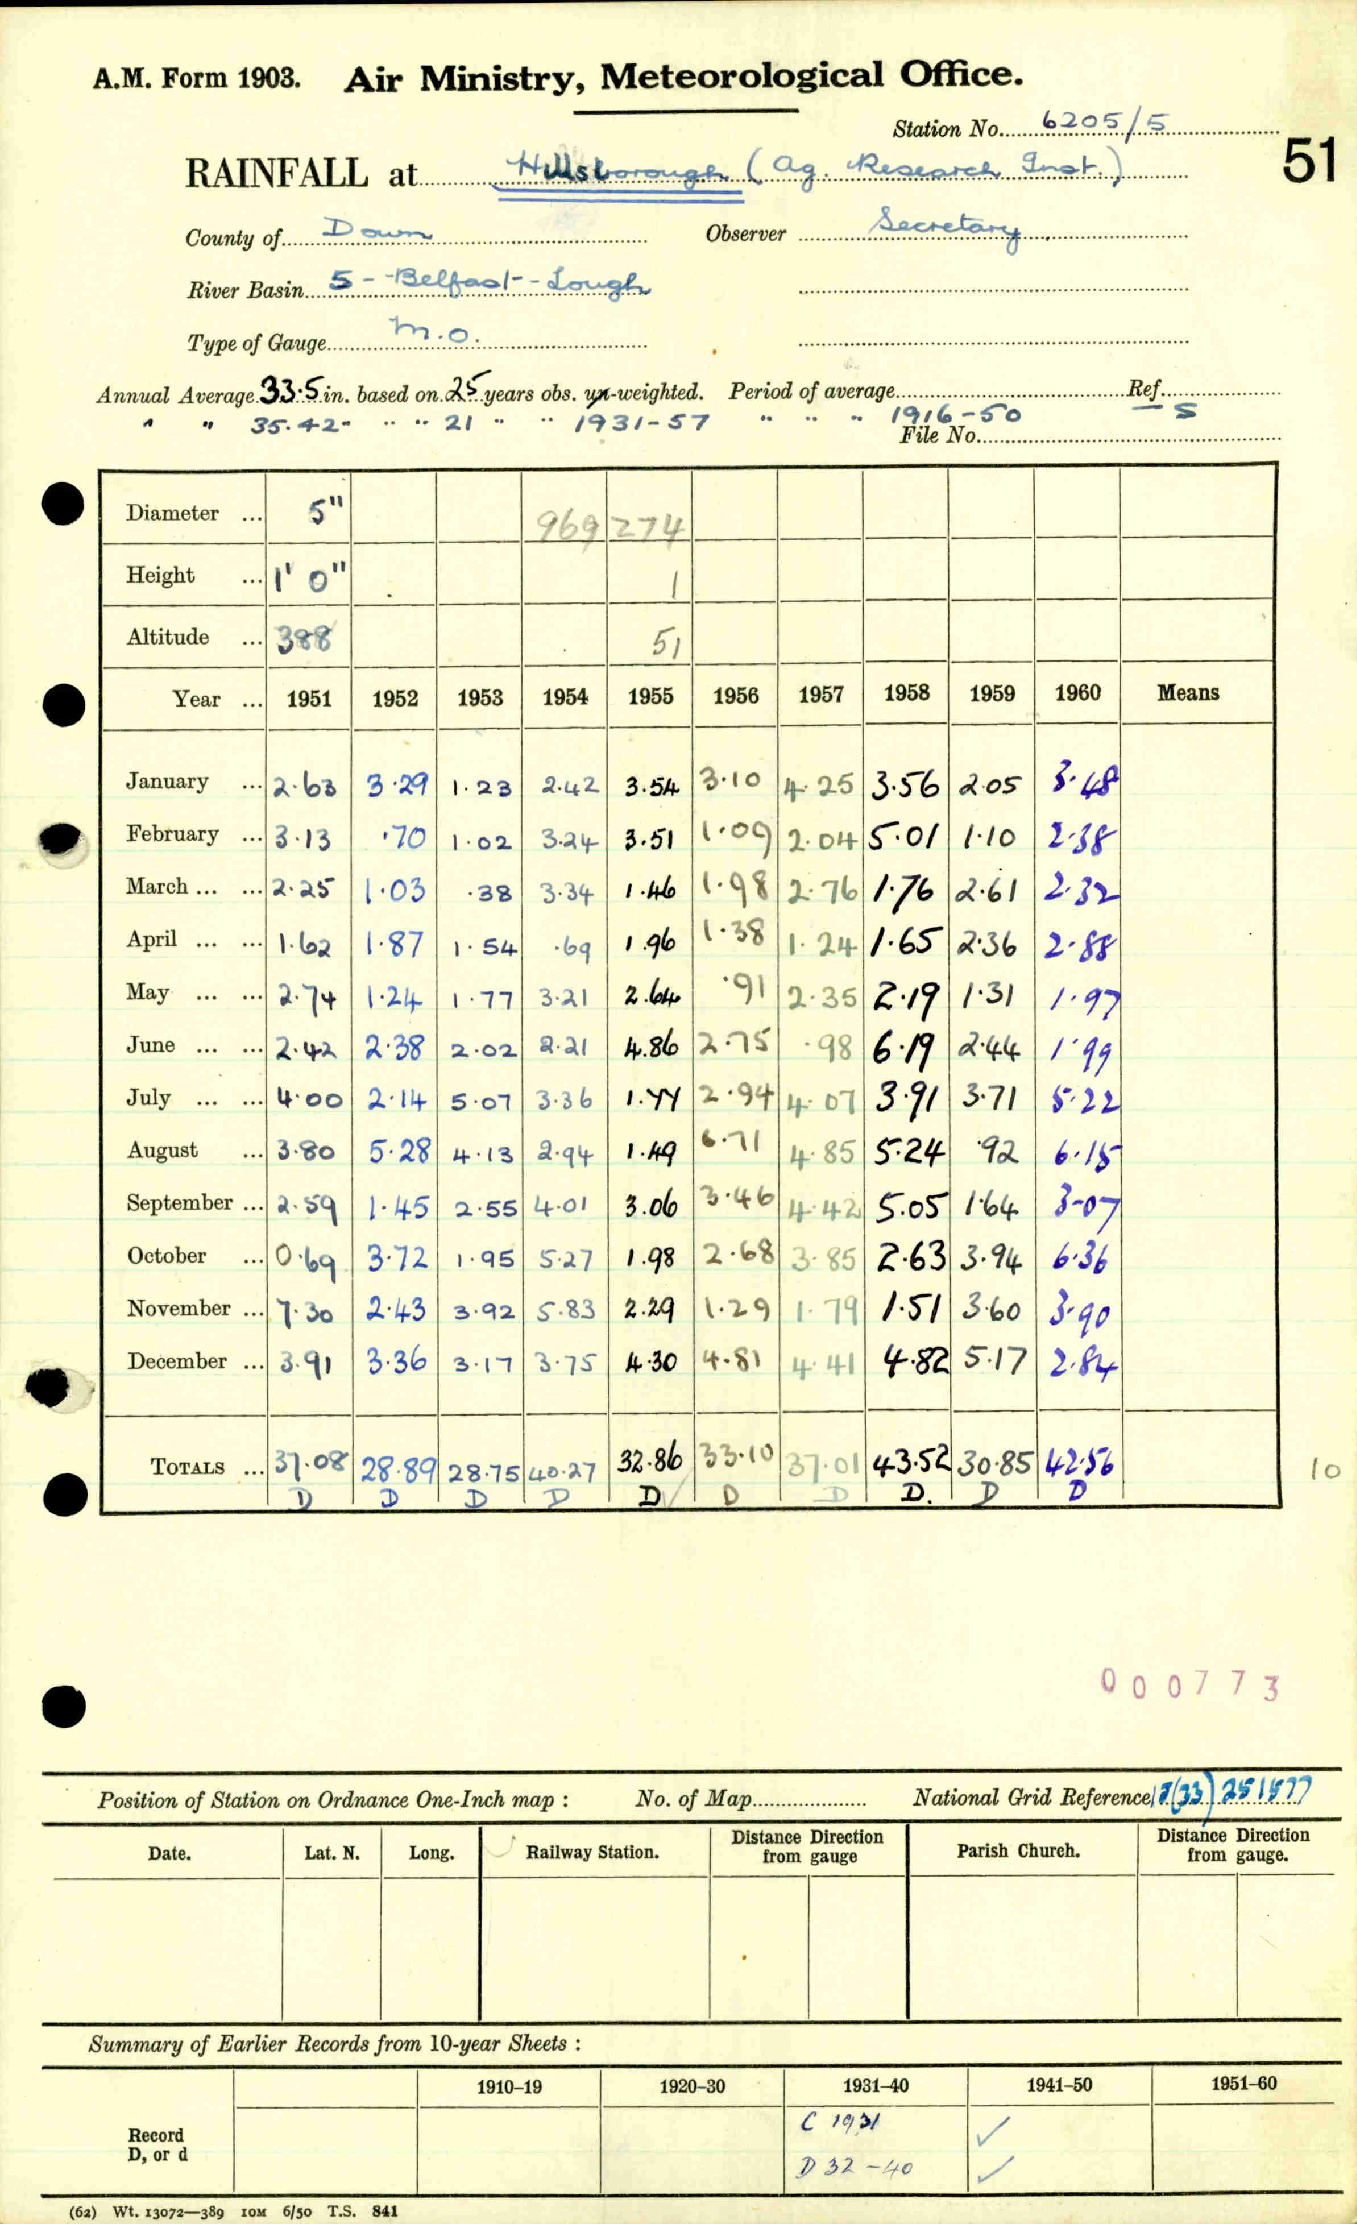 A.M. Form 1903. Air Ministry, Meteorological Office.
Station No. 6205/5
51
RAINFALL at Hillsborough (Ag. Research Inst.)
County of Down Observer Secretary
River Basin 5 - Belfast - Lough
Type of Gauge M.O.
Annual Average 33.5 in. based on 25 years obs. un-weighted. Period of average Ref.
" " 35.42 " " " 21 " " 1931-57 " " " 1916-50 - S
File No.
Diameter ... 5" 969 274
Height ... 1' 0" 1
Altitude ... 388 51
Year ... 1951 1952 1953 1954 1955 1956 1957 1958 1959 1960 Means
January ... 2.63 3.29 1.23 2.42 3.54 3.10 4.25 3.56 2.05 3.48
February ... 3.13 .70 1.02 3.24 3.51 1.09 2.04 5.01 1.10 2.38
March ... ... 2.25 1.03 .38 3.34 1.46 1.98 2.76 1.76 2.61 2.32
April ... ... 1.62 1.87 1.54 .69 1.96 1.38 1.24 1.65 2.36 2.88
May ... ... 2.74 1.24 1.77 3.21 2.64 .91 2.35 2.19 1.31 1.97
June ... ... 2.42 2.38 2.02 2.21 4.86 2.75 .98 6.19 2.44 1.99
July ... ... 4.00 2.14 5.07 3.36 1.77 2.94 4.07 3.91 3.71 5.22
August ... 3.80 5.28 4.13 2.94 1.49 6.71 4.85 5.24 .92 6.15
September ... 2.59 1.45 2.55 4.01 3.06 3.46 4.42 5.05 1.64 3.07
October ... 0.69 3.72 1.95 5.27 1.98 2.68 3.85 2.63 3.94 6.36
November ... 7.30 2.43 3.92 5.83 2.29 1.29 1.79 1.51 3.60 3.90
December ... 3.91 3.36 3.17 3.75 4.30 4.81 4.41 4.82 5.17 2.84
TOTALS ... 37.08 28.89 28.75 40.27 32.86 33.10 37.01 43.52 30.85 42.56
10
D D D D D ✓ D D D. D D
000773
Position of Station on Ordnance One-Inch map : No. of Map National Grid Reference (33) 251577
Date. Lat. N. Long. Railway Station. Distance Direction from gauge Parish Church. Distance Direction from gauge.
Summary of Earlier Records from 10-year Sheets :
1910–19 1920–30 1931–40 1941–50 1951–60
Record C 1931 ✓
D, or d D 32 - 40 ✓
(62) Wt. 13072—389 10M 6/50 T.S. 841